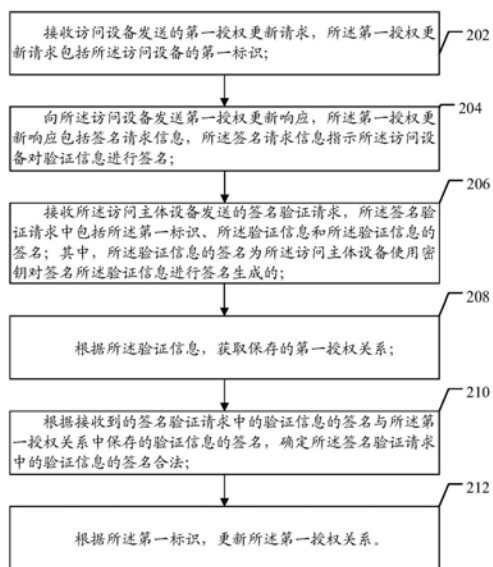 接收访问设备发送的第一授权更新请求，所述第一授权更
新请求包括所述访问设备的第一标识；
202
向所述访问设备发送第一授权更新响应，所述第一授权更
新响应包括签名请求信息，所述签名请求信息指示所述访问设
备对验证信息进行签名；
204
接收所述访问主体设备发送的签名验证请求，所述签名验
证请求中包括所述第一标识、所述验证信息和所述验证信息的
签名；其中，所述验证信息的签名为所述访问主体设备使用密
钥对签名所述验证信息进行签名生成的；
206
根据所述验证信息，获取保存的第一授权关系；
208
根据接收到的签名验证请求中的验证信息的签名与所述第
一授权关系中保存的验证信息的签名，确定所述签名验证请求
中的验证信息的签名合法；
210
根据所述第一标识，更新所述第一授权关系。
212